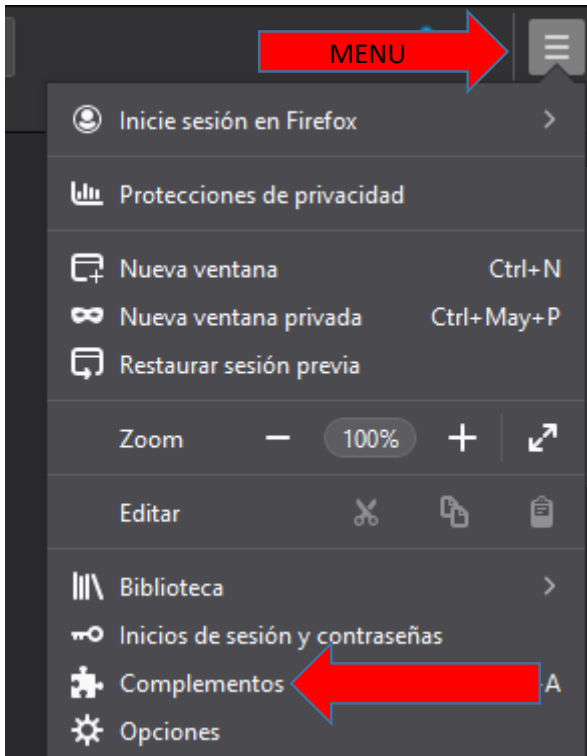 MENU
Inicie sesión en Firefox
Protecciones de privacidad
Nueva ventana Ctrl+N
Nueva ventana privada Ctrl+May+P
Restaurar sesión previa
Zoom 100%
Editar
Biblioteca
Inicios de sesión y contraseñas
Complementos A
Opciones